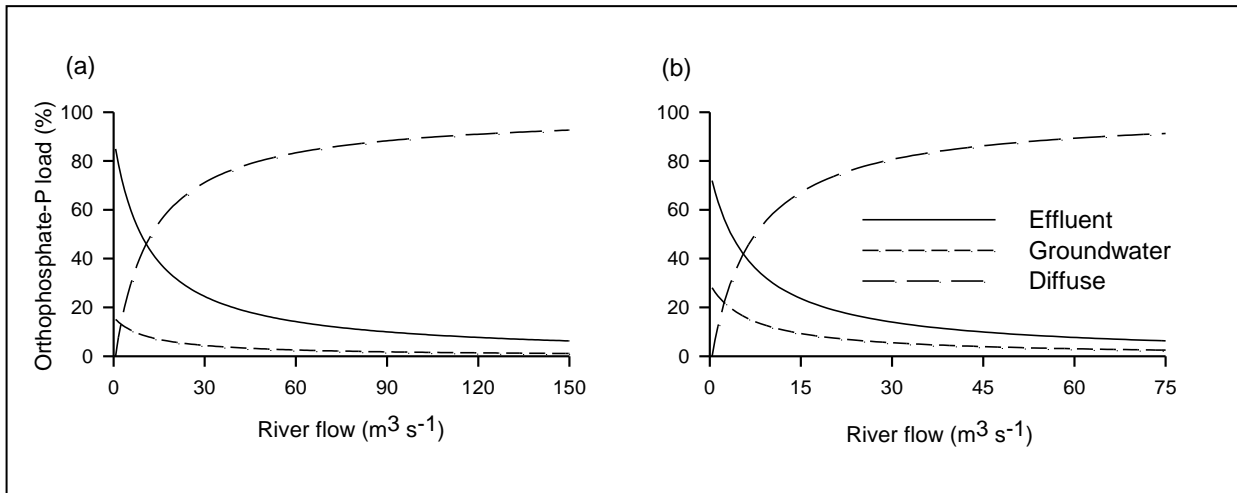 (a)
Orthophosphate-P load (%)
100
80
60
40
20
0
0 30 60 90 120 150
River flow (m³ s⁻¹)
(b)
100
80
60
40
20
0
0 15 30 45 60 75
River flow (m³ s⁻¹)
Effluent
Groundwater
Diffuse